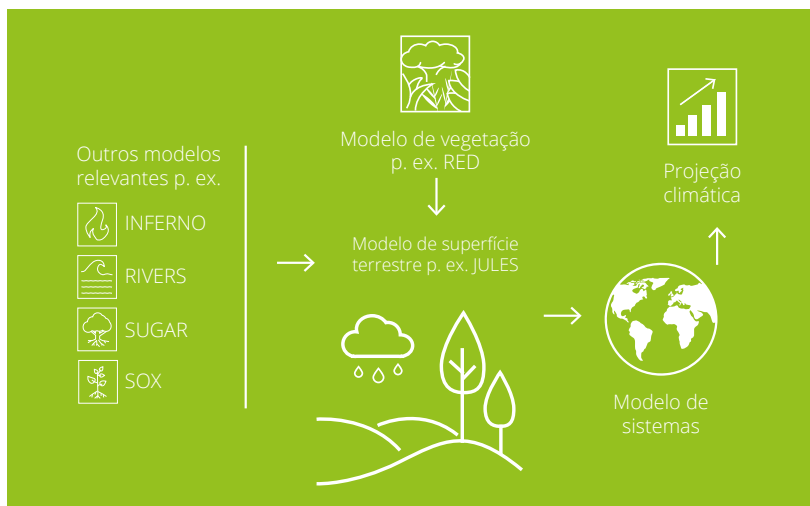 Outros modelos
relevantes p. ex.
INFERNO
RIVERS
SUGAR
SOX
Modelo de vegetação
p. ex. RED
Modelo de superfície
terrestre p. ex. JULES
Modelo de
sistemas
Projeção
climática